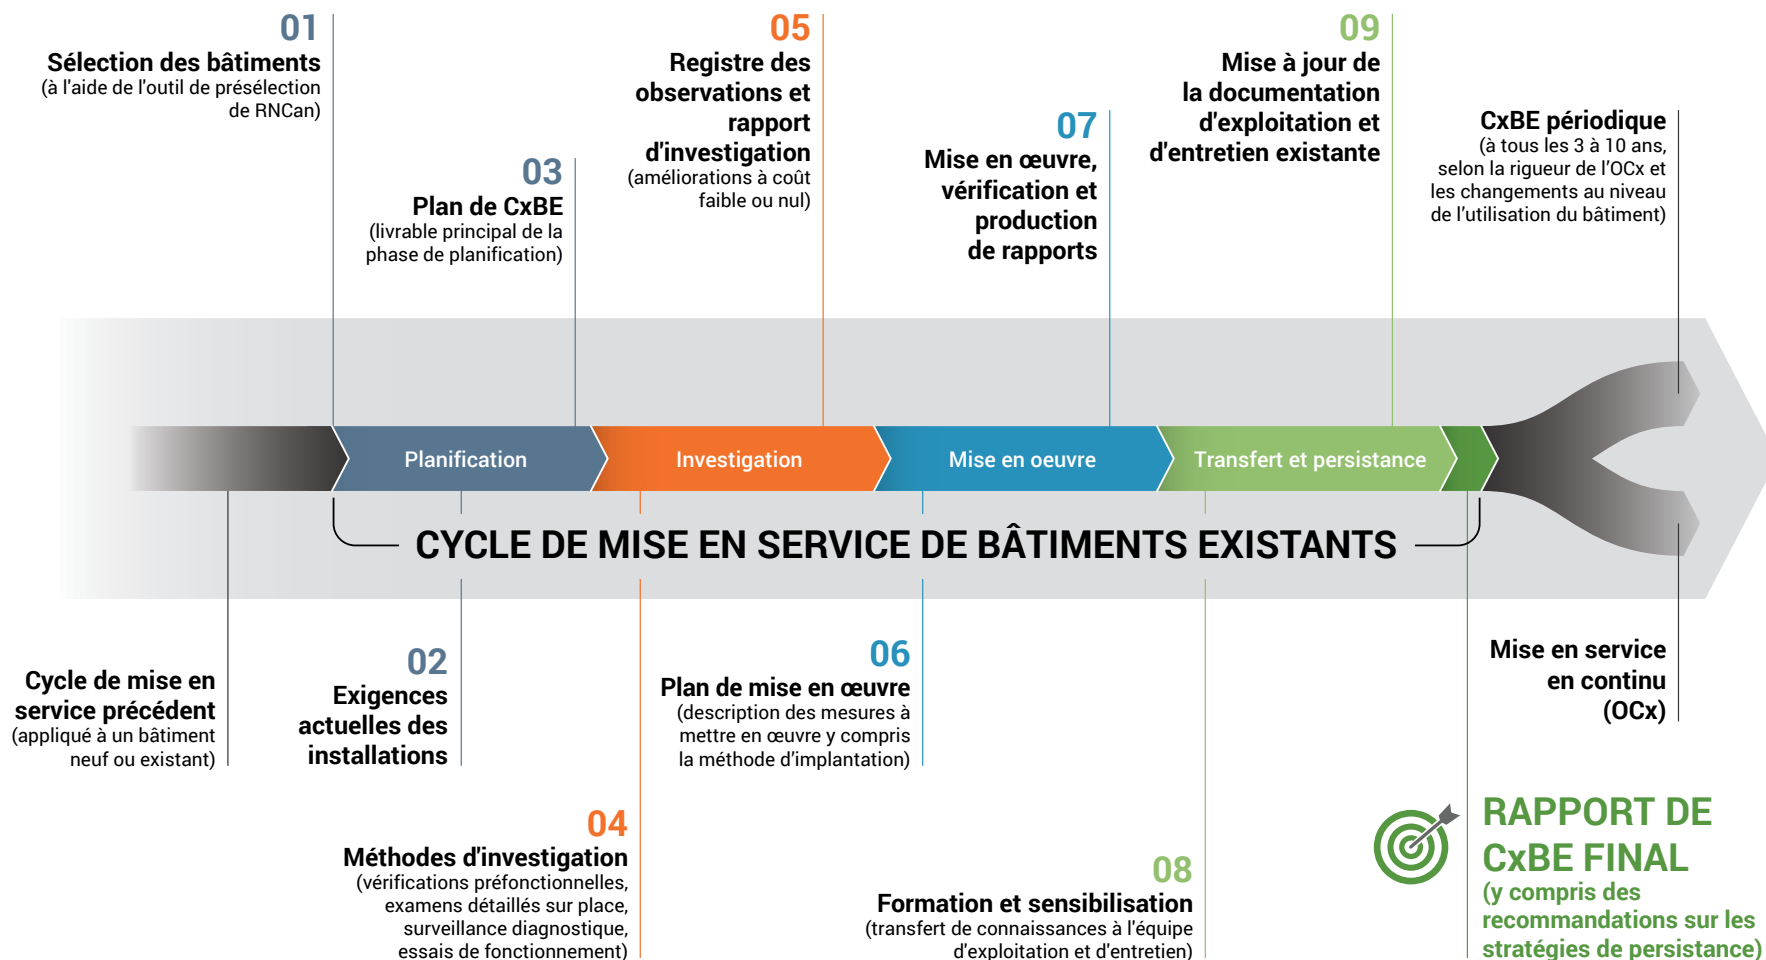 01
Sélection des bâtiments
(à l'aide de l'outil de présélection
de RNCan)
03
Plan de CxBE
(livrable principal de la
phase de planification)
05
Registre des
observations et
rapport
d'investigation
(améliorations à coût
faible ou nul)
07
Mise en œuvre,
vérification et
production
de rapports
09
Mise à jour de
la documentation
d'exploitation et
d'entretien existante
CxBE périodique
(à tous les 3 à 10 ans,
selon la rigueur de l’OCx et
les changements au niveau
de l’utilisation du bâtiment)
Planification
Investigation
Mise en oeuvre
Transfert et persistance
CYCLE DE MISE EN SERVICE DE BÂTIMENTS EXISTANTS
Cycle de mise en
service précédent
(appliqué à un bâtiment
neuf ou existant)
02
Exigences
actuelles des
installations
04
Méthodes d'investigation
(vérifications préfonctionnelles,
examens détaillés sur place,
surveillance diagnostique,
essais de fonctionnement)
06
Plan de mise en œuvre
(description des mesures à
mettre en œuvre y compris
la méthode d’implantation)
08
Formation et sensibilisation
(transfert de connaissances à l'équipe
d'exploitation et d'entretien)
Mise en service
en continu
(OCx)
RAPPORT DE
CxBE FINAL
(y compris des
recommandations sur les
stratégies de persistance)